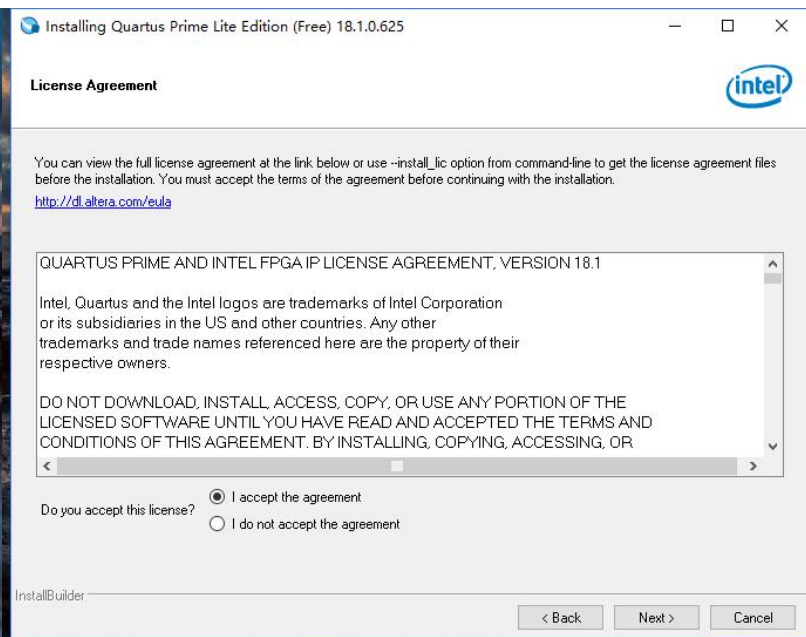 Installing Quartus Prime Lite Edition (Free) 18.1.0.625
License Agreement
intel
You can view the full license agreement at the link below or use --install_lic option from command-line to get the license agreement files
before the installation. You must accept the terms of the agreement before continuing with the installation.
http://dl.altera.com/eula
QUARTUS PRIME AND INTEL FPGA IP LICENSE AGREEMENT, VERSION 18.1
Intel, Quartus and the Intel logos are trademarks of Intel Corporation
or its subsidiaries in the US and other countries. Any other
trademarks and trade names referenced here are the property of their
respective owners.
DO NOT DOWNLOAD, INSTALL, ACCESS, COPY, OR USE ANY PORTION OF THE
LICENSED SOFTWARE UNTIL YOU HAVE READ AND ACCEPTED THE TERMS AND
CONDITIONS OF THIS AGREEMENT. BY INSTALLING, COPYING, ACCESSING, OR
Do you accept this license?
I accept the agreement
I do not accept the agreement
InstallBuilder
< Back
Next >
Cancel